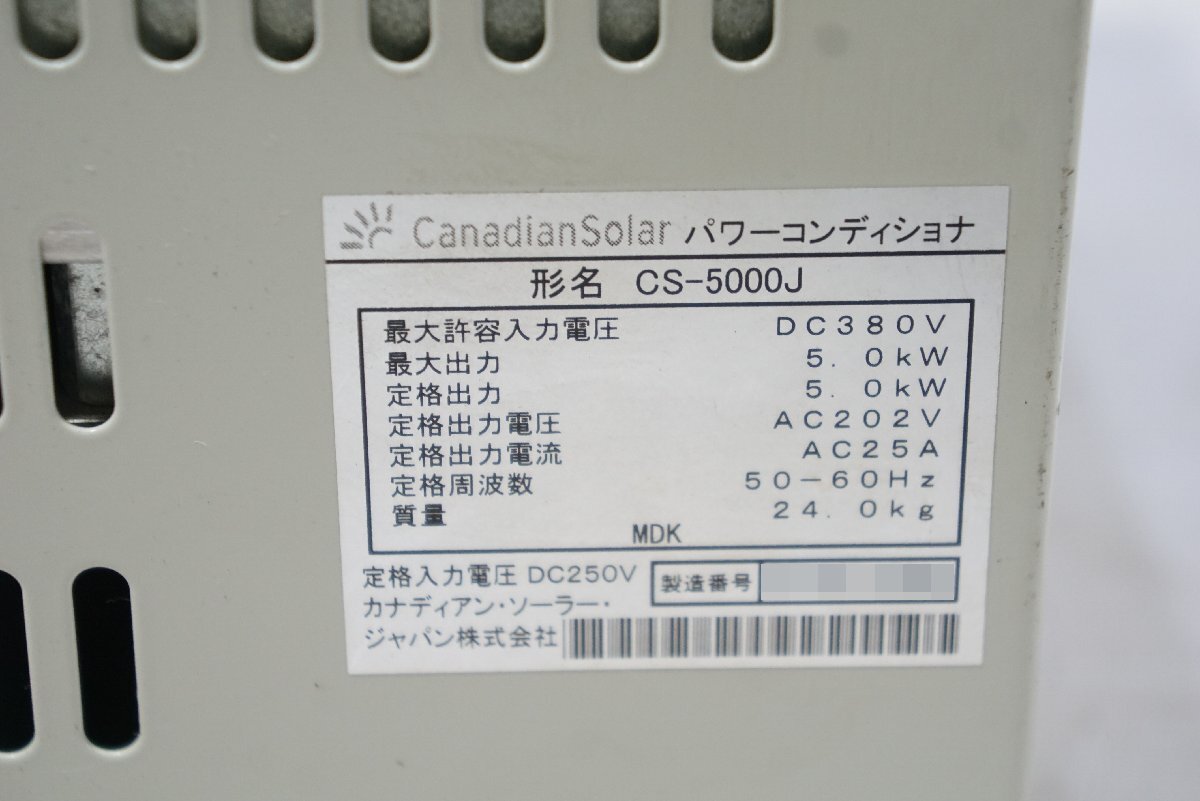 CanadianSolar パワーコンディショナ
形名 CS-5000J
最大許容入力電圧 DC380V
最大出力 5.0kW
定格出力 5.0kW
定格出力電圧 AC202V
定格出力電流 AC25A
定格周波数 50-60Hz
質量 24.0kg
MDK
定格入力電圧 DC250V 製造番号
カナディアン・ソーラー・
ジャパン株式会社